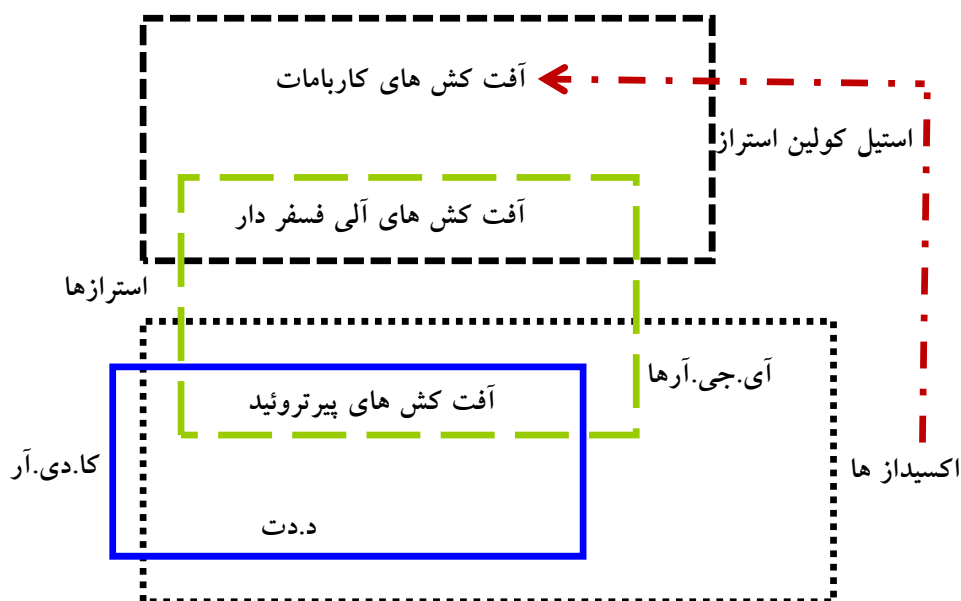 آفت کش های کاربامات
استیل کولین استراز
آفت کش های آلی فسفر دار
استرازها
آی.جی.آرها
آفت کش های پیرتروئید
کا.دی.آر
اکسیداز ها
د.دت